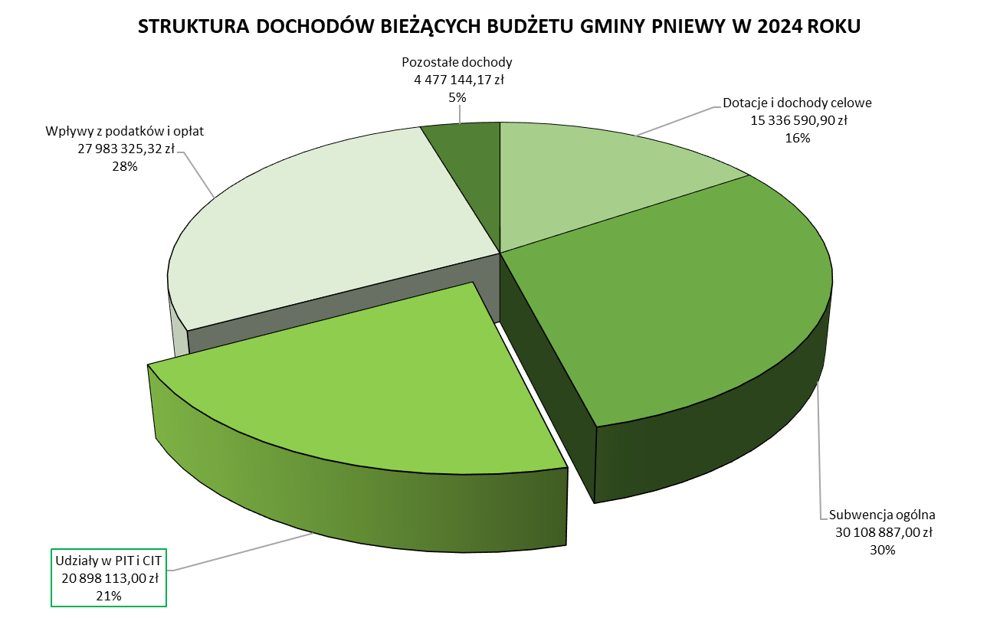 STRUKTURA DOCHODÓW BIEŻĄCYCH BUDŻETU GMINY PNIEWY W 2024 ROKU
Pozostałe dochody
4 477 144,17 zł
5%
Dotacje i dochody celowe
15 336 590,90 zł
16%
Wpływy z podatków i opłat
27 983 325,32 zł
28%
Subwencja ogólna
30 108 887,00 zł
30%
Udziały w PIT i CIT
20 898 113,00 zł
21%